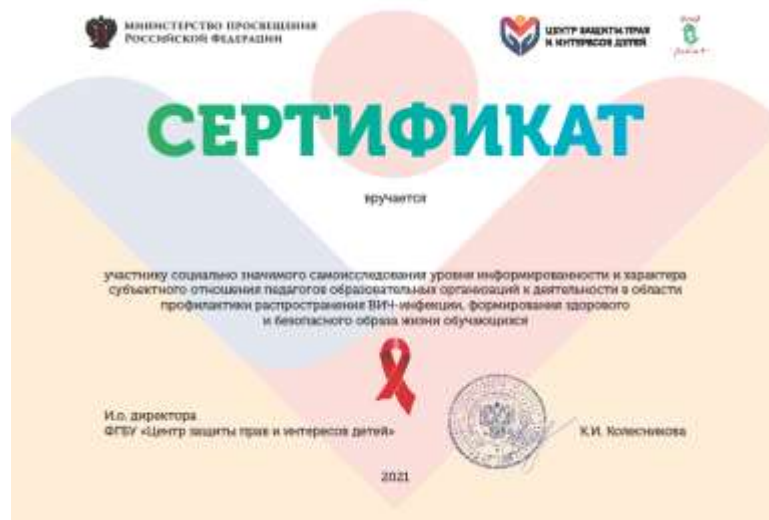 МИНИСТЕРСТВО ПРОСВЕЩЕНИЯ
РОССИЙСКОЙ ФЕДЕРАЦИИ
ЦЕНТР ЗАЩИТЫ ПРАВ
И ИНТЕРЕСОВ ДЕТЕЙ
СЕРТИФИКАТ
вручается
участнику социально значимого самоисследования уровня информированности и характера
субъектного отношения педагогов образовательных организаций к деятельности в области
профилактики распространения ВИЧ-инфекции, формирования здорового
и безопасного образа жизни обучающихся
И.о. директора
ФГБУ «Центр защиты прав и интересов детей»
К.И. Колесникова
2021